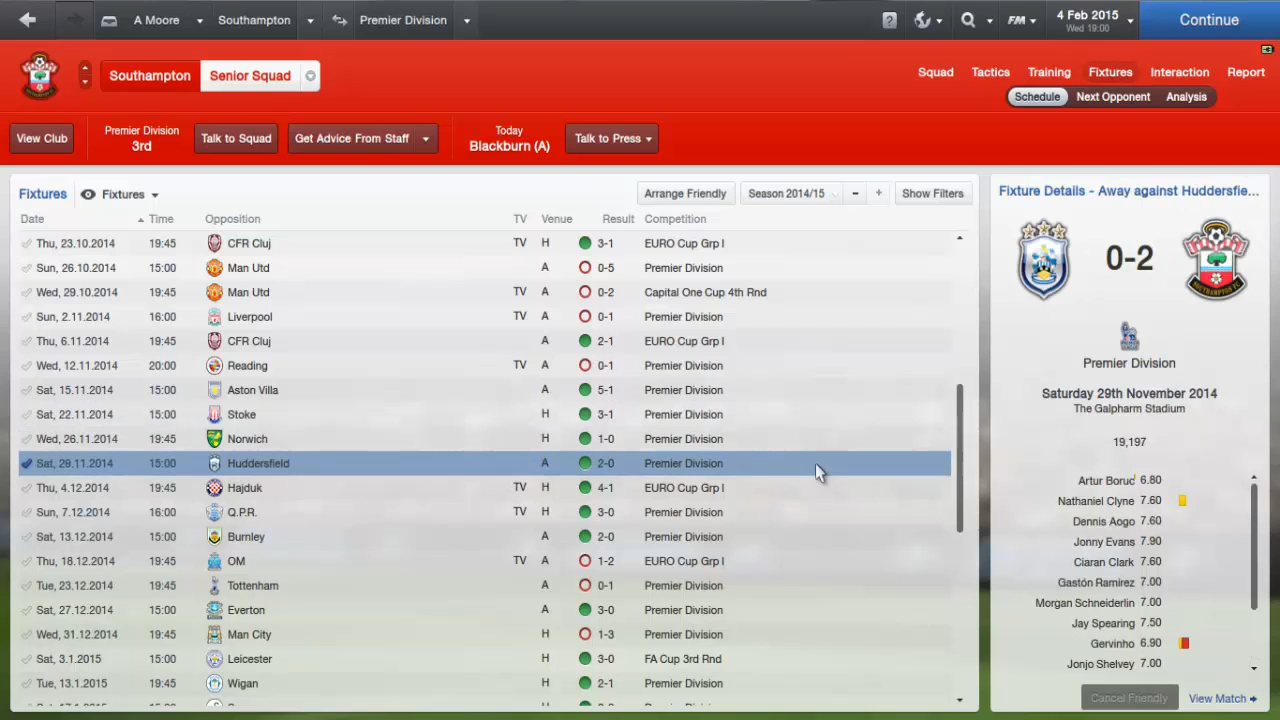 A Moore Southampton Premier Division FM 4 Feb 2015 Wed 19:00 Continue
Southampton Senior Squad Squad Tactics Training Fixtures Interaction Report
Schedule Next Opponent Analysis
View Club Premier Division 3rd Talk to Squad Get Advice From Staff Today Blackburn (A) Talk to Press
Fixtures Fixtures Arrange Friendly Season 2014/15 - + Show Filters
Date Time Opposition TV Venue Result Competition
Thu, 23.10.2014 19:45 CFR Cluj TV H 3-1 EURO Cup Grp I
Sun, 26.10.2014 15:00 Man Utd A 0-5 Premier Division
Wed, 29.10.2014 19:45 Man Utd TV A 0-2 Capital One Cup 4th Rnd
Sun, 2.11.2014 16:00 Liverpool TV A 0-1 Premier Division
Thu, 6.11.2014 19:45 CFR Cluj A 2-1 EURO Cup Grp I
Wed, 12.11.2014 20:00 Reading TV A 0-1 Premier Division
Sat, 15.11.2014 15:00 Aston Villa A 5-1 Premier Division
Sat, 22.11.2014 15:00 Stoke H 3-1 Premier Division
Wed, 26.11.2014 19:45 Norwich H 1-0 Premier Division
Sat, 29.11.2014 15:00 Huddersfield A 2-0 Premier Division
Thu, 4.12.2014 19:45 Hajduk TV H 4-1 EURO Cup Grp I
Sun, 7.12.2014 16:00 Q.P.R. TV H 3-0 Premier Division
Sat, 13.12.2014 15:00 Burnley A 2-0 Premier Division
Thu, 18.12.2014 19:45 OM TV A 1-2 EURO Cup Grp I
Tue, 23.12.2014 19:45 Tottenham A 0-1 Premier Division
Sat, 27.12.2014 15:00 Everton A 3-0 Premier Division
Wed, 31.12.2014 19:45 Man City H 1-3 Premier Division
Sat, 3.1.2015 15:00 Leicester H 3-0 FA Cup 3rd Rnd
Tue, 13.1.2015 19:45 Wigan H 2-1 Premier Division
Fixture Details - Away against Huddersfie...
0-2
Premier Division
Saturday 29th November 2014
The Galpharm Stadium
19,197
Artur Boruc 6.80
Nathaniel Clyne 7.60
Dennis Aogo 7.60
Jonny Evans 7.90
Ciaran Clark 7.60
Gastón Ramírez 7.00
Morgan Schneiderlin 7.00
Jay Spearing 7.50
Gervinho 6.90
Jonjo Shelvey 7.00
Cancel Friendly View Match